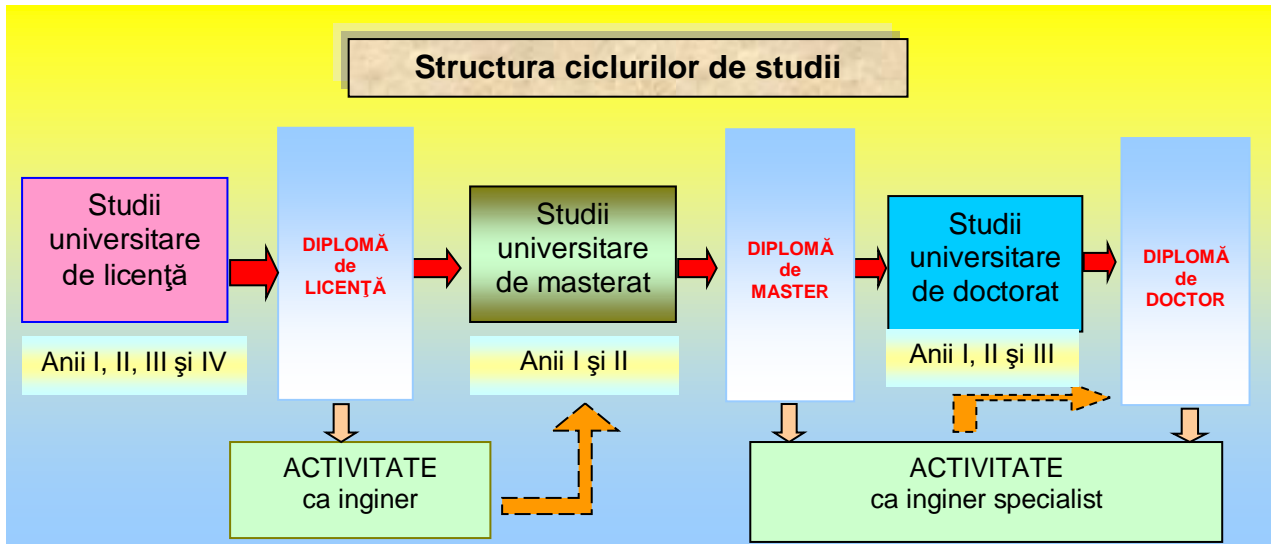 Structura ciclurilor de studii
Studii
universitare
de licenţă
Anii I, II, III şi IV
DIPLOMĂ
de
LICENŢĂ
ACTIVITATE
ca inginer
Studii
universitare
de masterat
Anii I şi II
DIPLOMĂ
de
MASTER
Studii
universitare
de doctorat
Anii I, II şi III
DIPLOMĂ
de
DOCTOR
ACTIVITATE
ca inginer specialist